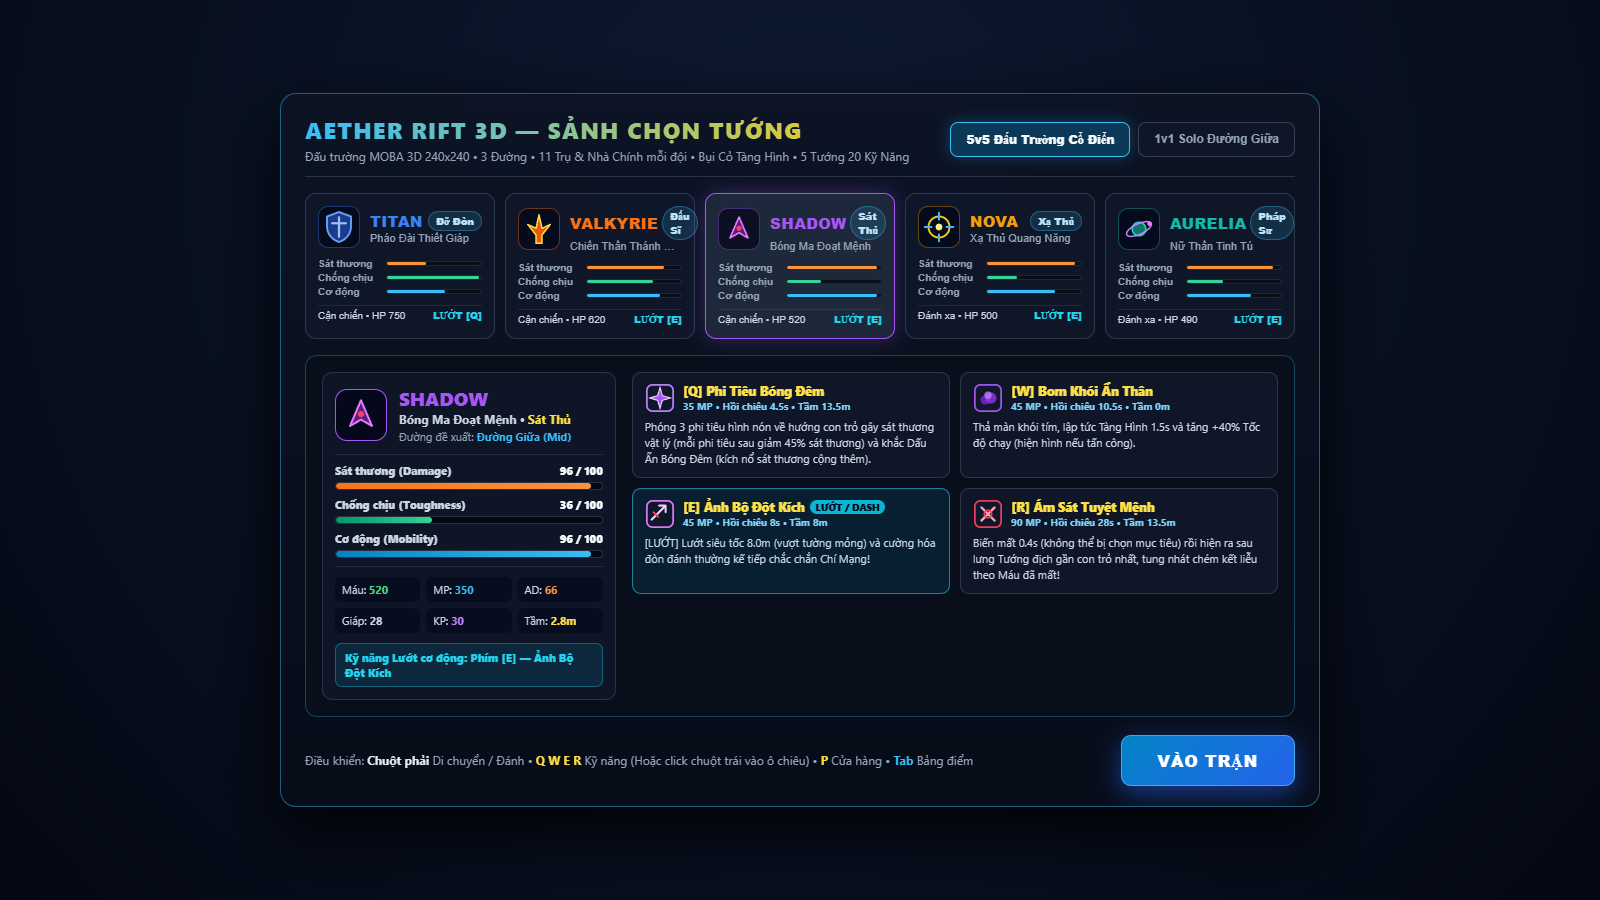 AETHER RIFT 3D — SẢNH CHỌN TƯỚNG
Đấu trường MOBA 3D 240x240 • 3 Đường • 11 Trụ & Nhà Chính mỗi đội • Bụi Cỏ Tàng Hình • 5 Tướng 20 Kỹ Năng
5v5 Đấu Trường Cổ Điển
1v1 Solo Đường Giữa
TITAN
Đỡ Đòn
Pháo Đài Thiết Giáp
Sát thương
Chống chịu
Cơ động
Cận chiến • HP 750
LƯỚT [Q]
VALKYRIE
Đấu
Sĩ
Chiến Thần Thánh ...
Sát thương
Chống chịu
Cơ động
Cận chiến • HP 620
LƯỚT [E]
SHADOW
Sát
Thủ
Bóng Ma Đoạt Mệnh
Sát thương
Chống chịu
Cơ động
Cận chiến • HP 520
LƯỚT [E]
NOVA
Xạ Thủ
Xạ Thủ Quang Năng
Sát thương
Chống chịu
Cơ động
Đánh xa • HP 500
LƯỚT [E]
AURELIA
Pháp
Sư
Nữ Thần Tinh Tú
Sát thương
Chống chịu
Cơ động
Đánh xa • HP 490
LƯỚT [E]
SHADOW
Bóng Ma Đoạt Mệnh • Sát Thủ
Đường đề xuất: Đường Giữa (Mid)
Sát thương (Damage) 96 / 100
Chống chịu (Toughness) 36 / 100
Cơ động (Mobility) 96 / 100
Máu: 520 MP: 350 AD: 66
Giáp: 28 KP: 30 Tầm: 2.8m
Kỹ năng Lướt cơ động: Phím [E] — Ảnh Bộ
Đột Kích
[Q] Phi Tiêu Bóng Đêm
35 MP • Hồi chiêu 4.5s • Tầm 13.5m
Phóng 3 phi tiêu hình nón về hướng con trỏ gây sát thương
vật lý (mỗi phi tiêu sau giảm 45% sát thương) và khắc Dấu
Ấn Bóng Đêm (kích nổ sát thương cộng thêm).
[W] Bom Khói Ẩn Thân
45 MP • Hồi chiêu 10.5s • Tầm 0m
Thả màn khói tím, lập tức Tàng Hình 1.5s và tăng +40% Tốc
độ chạy (hiện hình nếu tấn công).
[E] Ảnh Bộ Đột Kích LƯỚT / DASH
45 MP • Hồi chiêu 8s • Tầm 8m
[LƯỚT] Lướt siêu tốc 8.0m (vượt tường mỏng) và cường hóa
đòn đánh thường kế tiếp chắc chắn Chí Mạng!
[R] Ám Sát Tuyệt Mệnh
90 MP • Hồi chiêu 28s • Tầm 13.5m
Biến mất 0.4s (không thể bị chọn mục tiêu) rồi hiện ra sau
lưng Tướng địch gần con trỏ nhất, tung nhát chém kết liễu
theo Máu đã mất!
Điều khiển: Chuột phải Di chuyển / Đánh • Q W E R Kỹ năng (Hoặc click chuột trái vào ô chiêu) • P Cửa hàng • Tab Bảng điểm
VÀO TRẬN